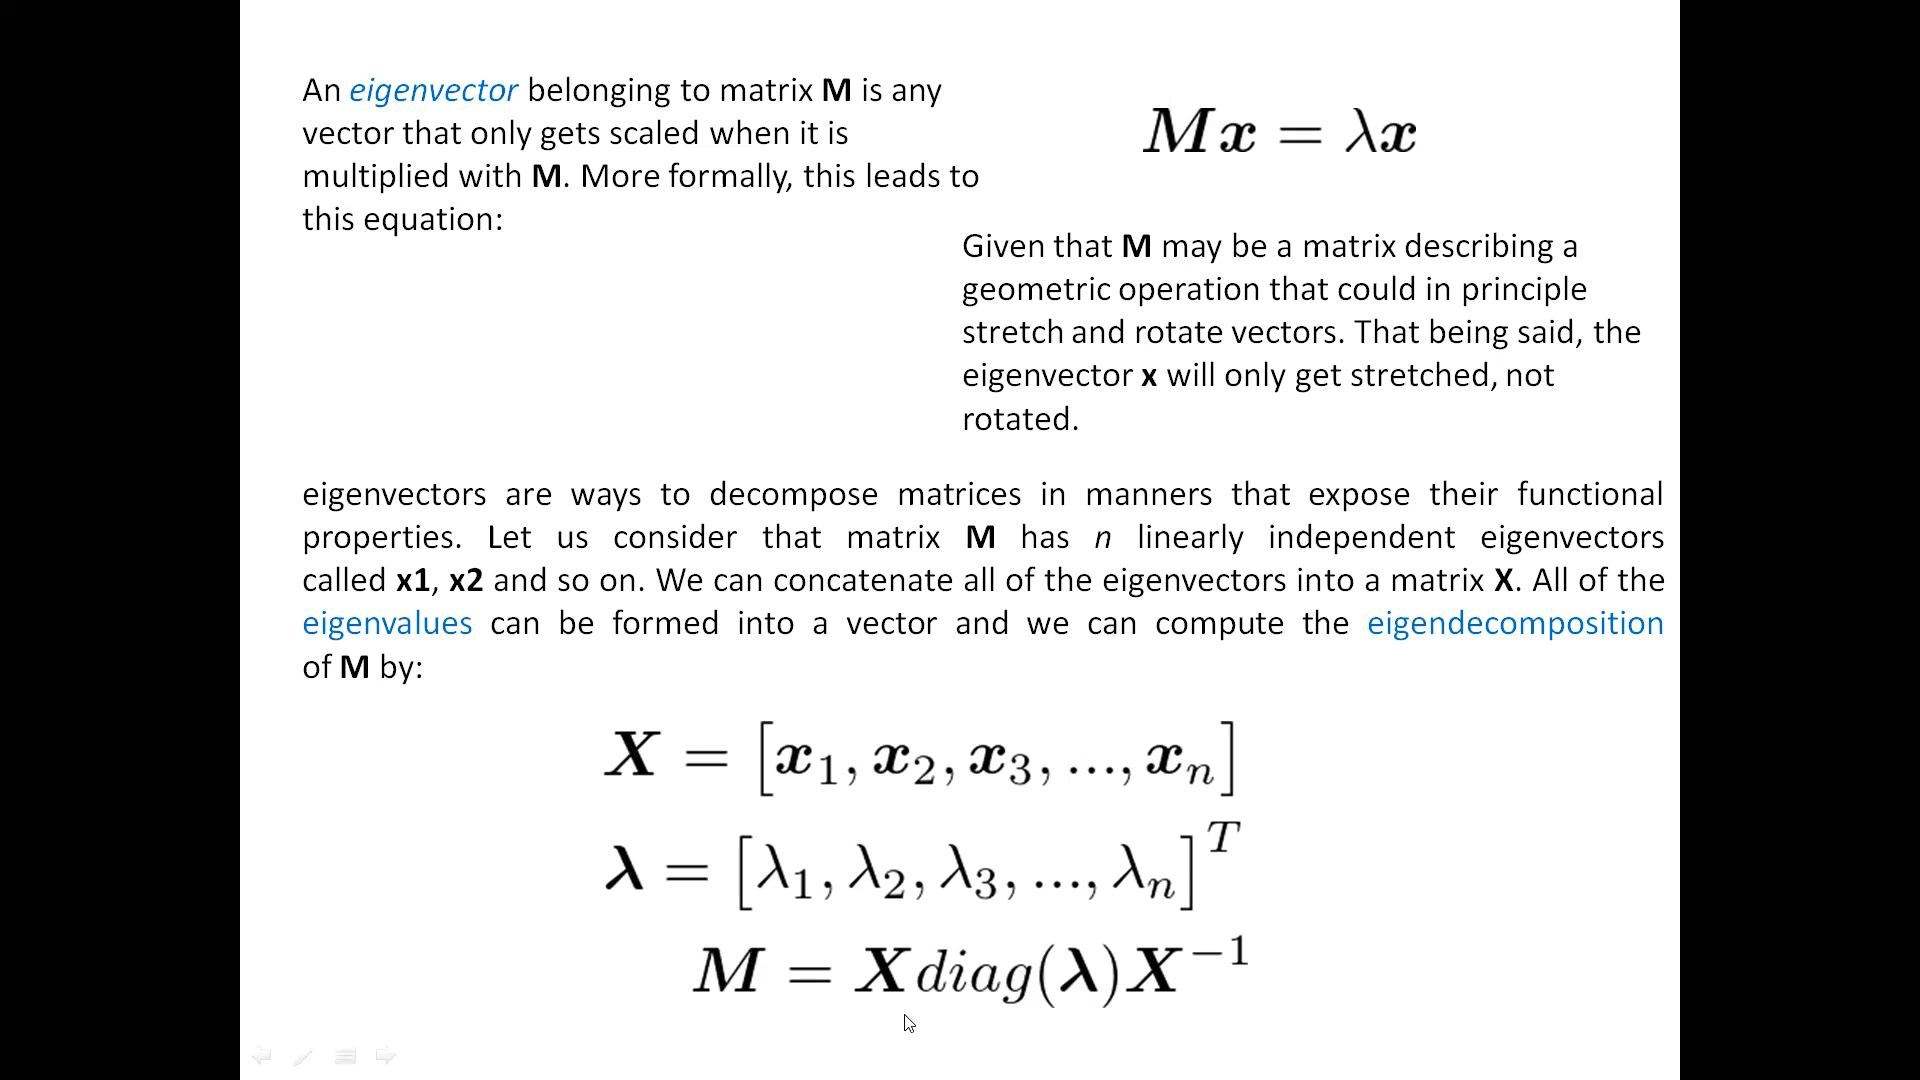 An eigenvector belonging to matrix M is any
vector that only gets scaled when it is
multiplied with M. More formally, this leads to
this equation:
Mx = λx
Given that M may be a matrix describing a
geometric operation that could in principle
stretch and rotate vectors. That being said, the
eigenvector x will only get stretched, not
rotated.
eigenvectors are ways to decompose matrices in manners that expose their functional
properties. Let us consider that matrix M has n linearly independent eigenvectors
called x1, x2 and so on. We can concatenate all of the eigenvectors into a matrix X. All of the
eigenvalues can be formed into a vector and we can compute the eigendecomposition
of M by:
X = [x₁, x₂, x₃, ..., xₙ]
λ = [λ₁, λ₂, λ₃, ..., λₙ]ᵀ
M = Xdiag(λ)X⁻¹